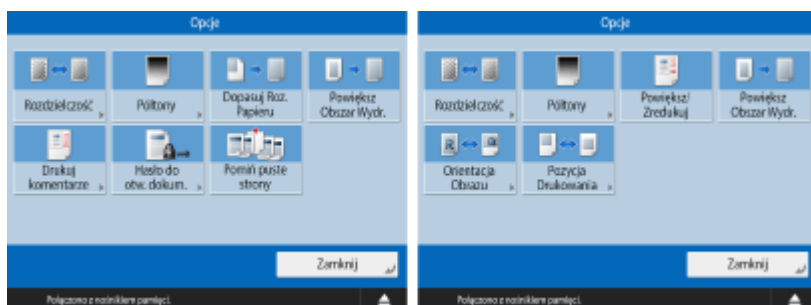 Opcje
Rozdzielczość
Półtony
Dopasuj Roz.
Papieru
Powiększ
Obszar Wydr.
Drukuj
komentarze
Hasło do
otw. dokum.
Pomiń puste
strony
Zamknij
Połączono z nośnikiem pamięci.
Opcje
Rozdzielczość
Półtony
Powiększ/
Zredukuj
Powiększ
Obszar Wydr.
Orientacja
Obrazu
Pozycja
Drukowania
Zamknij
Połączono z nośnikiem pamięci.